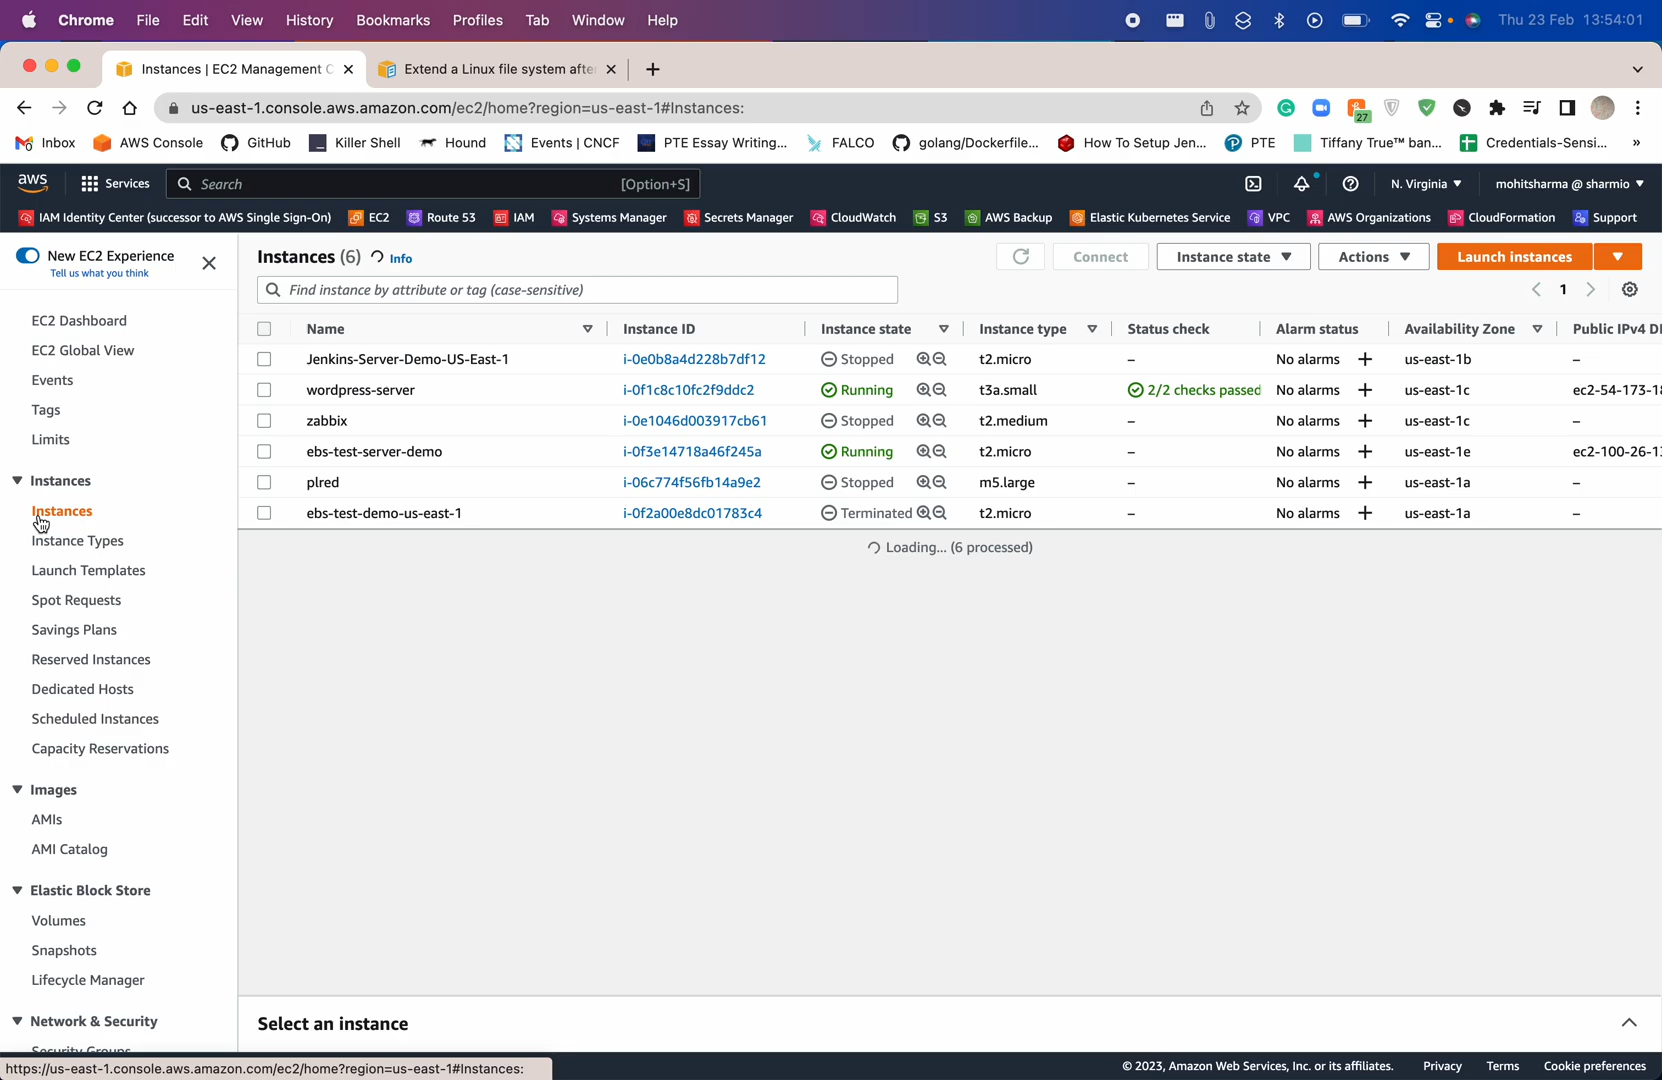 Chrome File Edit View History Bookmarks Profiles Tab Window Help Thu 23 Feb 13:54:01
Instances | EC2 Management C Extend a Linux file system afte
us-east-1.console.aws.amazon.com/ec2/home?region=us-east-1#Instances: 27
Inbox AWS Console GitHub Killer Shell Hound Events | CNCF PTE Essay Writing... FALCO golang/Dockerfile... How To Setup Jen... PTE Tiffany True™ ban... Credentials-Sensi... »
aws Services Search [Option+S] N. Virginia mohitsharma @ sharmio
IAM Identity Center (successor to AWS Single Sign-On) EC2 Route 53 IAM Systems Manager Secrets Manager CloudWatch S3 AWS Backup Elastic Kubernetes Service VPC AWS Organizations CloudFormation Support
New EC2 Experience
Tell us what you think
EC2 Dashboard
EC2 Global View
Events
Tags
Limits
Instances
Instances
Instance Types
Launch Templates
Spot Requests
Savings Plans
Reserved Instances
Dedicated Hosts
Scheduled Instances
Capacity Reservations
Images
AMIs
AMI Catalog
Elastic Block Store
Volumes
Snapshots
Lifecycle Manager
Network & Security
Security Groups
Instances (6) Info Connect Instance state Actions Launch instances
Find instance by attribute or tag (case-sensitive) 1
Name Instance ID Instance state Instance type Status check Alarm status Availability Zone Public IPv4 D
Jenkins-Server-Demo-US-East-1 i-0e0b8a4d228b7df12 Stopped t2.micro – No alarms + us-east-1b –
wordpress-server i-0f1c8c10fc2f9ddc2 Running t3a.small 2/2 checks passed No alarms + us-east-1c ec2-54-173-18
zabbix i-0e1046d003917cb61 Stopped t2.medium – No alarms + us-east-1c –
ebs-test-server-demo i-0f3e14718a46f245a Running t2.micro – No alarms + us-east-1e ec2-100-26-1
plred i-06c774f56fb14a9e2 Stopped m5.large – No alarms + us-east-1a –
ebs-test-demo-us-east-1 i-0f2a00e8dc01783c4 Terminated t2.micro – No alarms + us-east-1a –
Loading... (6 processed)
Select an instance
https://us-east-1.console.aws.amazon.com/ec2/home?region=us-east-1#Instances: © 2023, Amazon Web Services, Inc. or its affiliates. Privacy Terms Cookie preferences